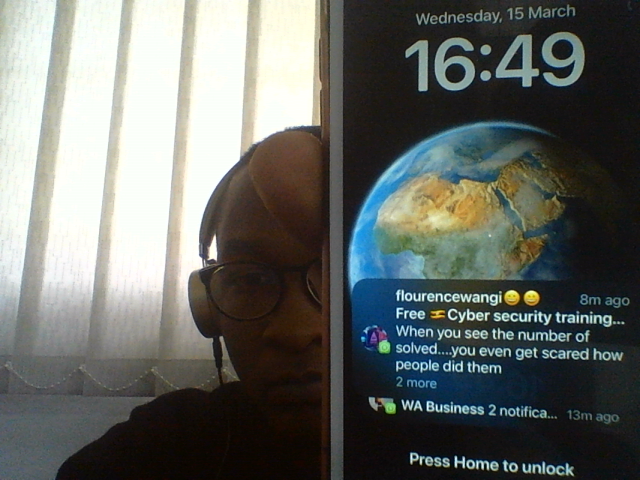 Wednesday, 15 March
16:49
flourencewangi😊😊 8m ago
Free 🇺🇬Cyber security training...
When you see the number of
solved....you even get scared how
people did them
2 more
WA Business 2 notifica... 13m ago
Press Home to unlock